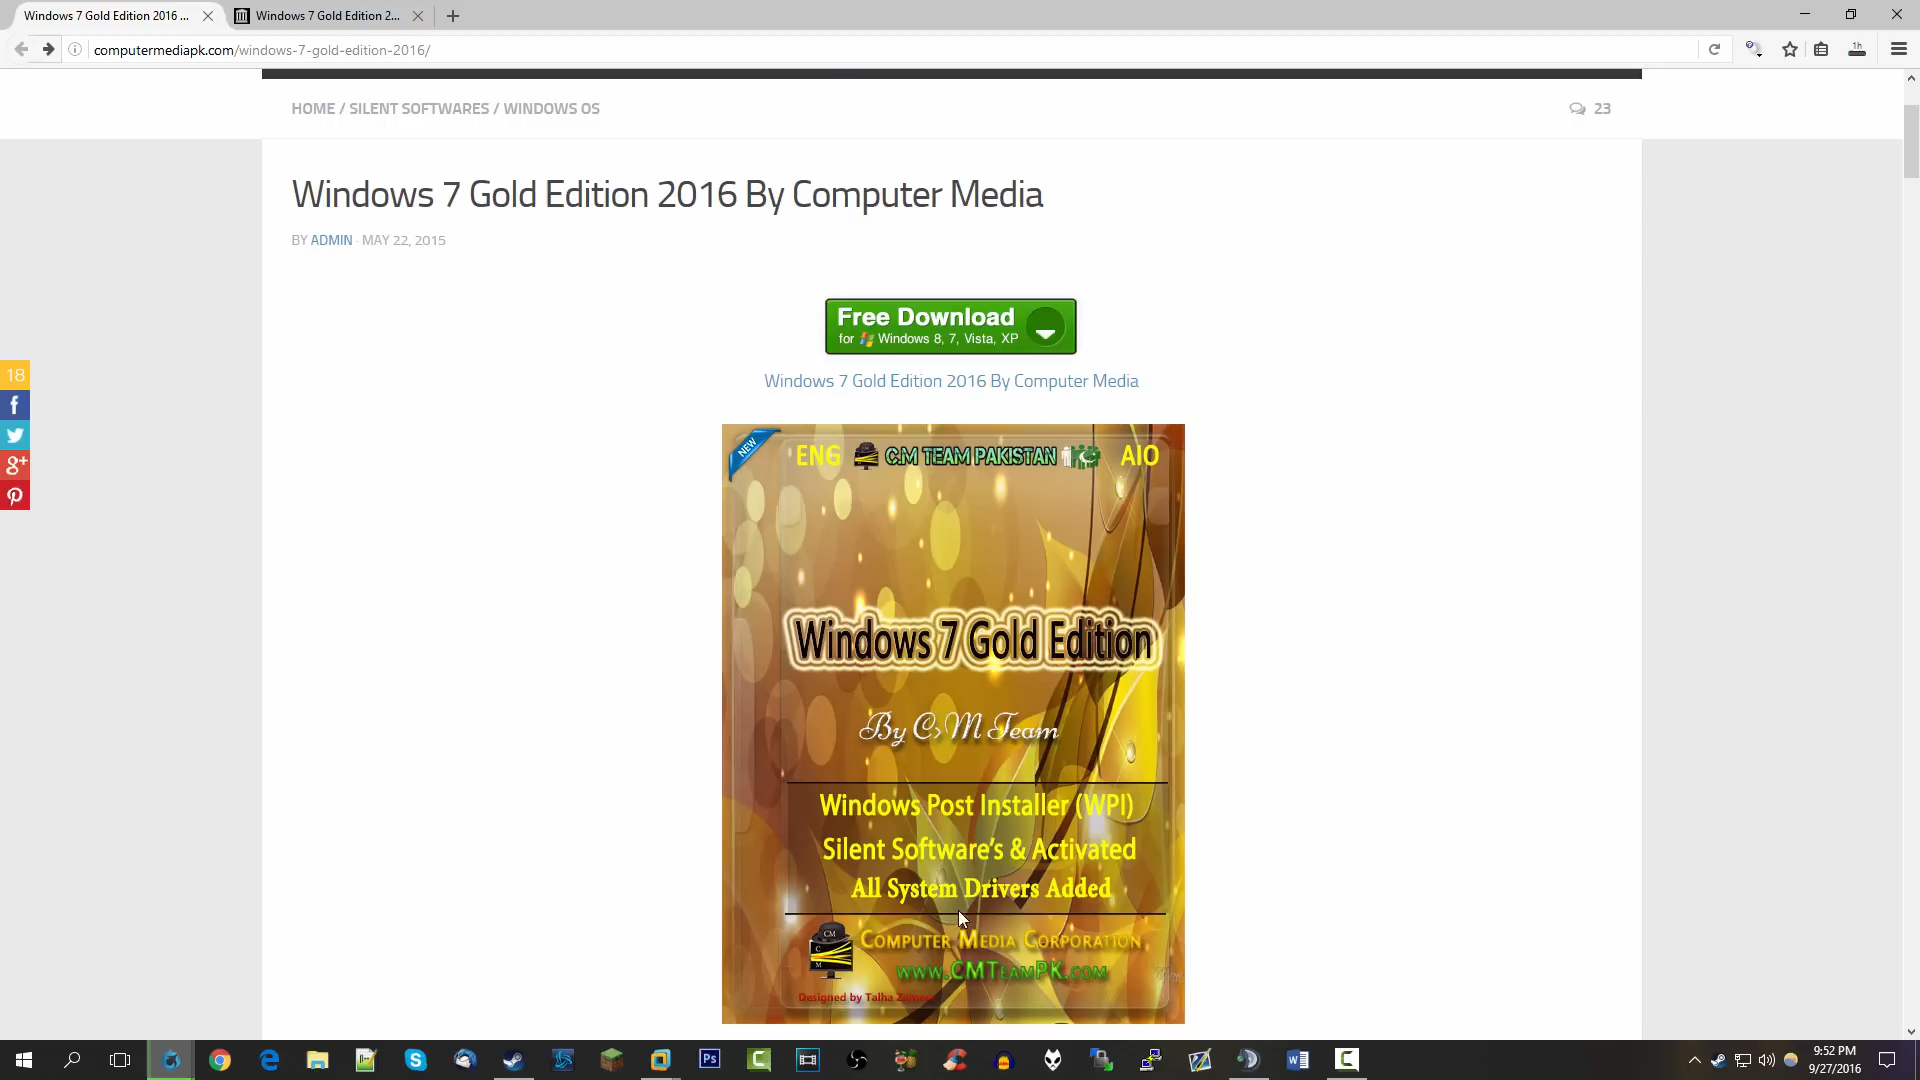 Windows 7 Gold Edition 2016 ...
Windows 7 Gold Edition 2...
computermediapk.com/windows-7-gold-edition-2016/
1h
HOME / SILENT SOFTWARES / WINDOWS OS
23
Windows 7 Gold Edition 2016 By Computer Media
BY ADMIN · MAY 22, 2015
Free Download
for Windows 8, 7, Vista, XP
Windows 7 Gold Edition 2016 By Computer Media
18
NEW
ENG C.M TEAM PAKISTAN AIO
Windows 7 Gold Edition
By C>M Team
Windows Post Installer (WPI)
Silent Software's & Activated
All System Drivers Added
CM
C
M
Computer Media Corporation
www.CMTeamPK.com
Designed by Talha
Ps
9:52 PM
9/27/2016